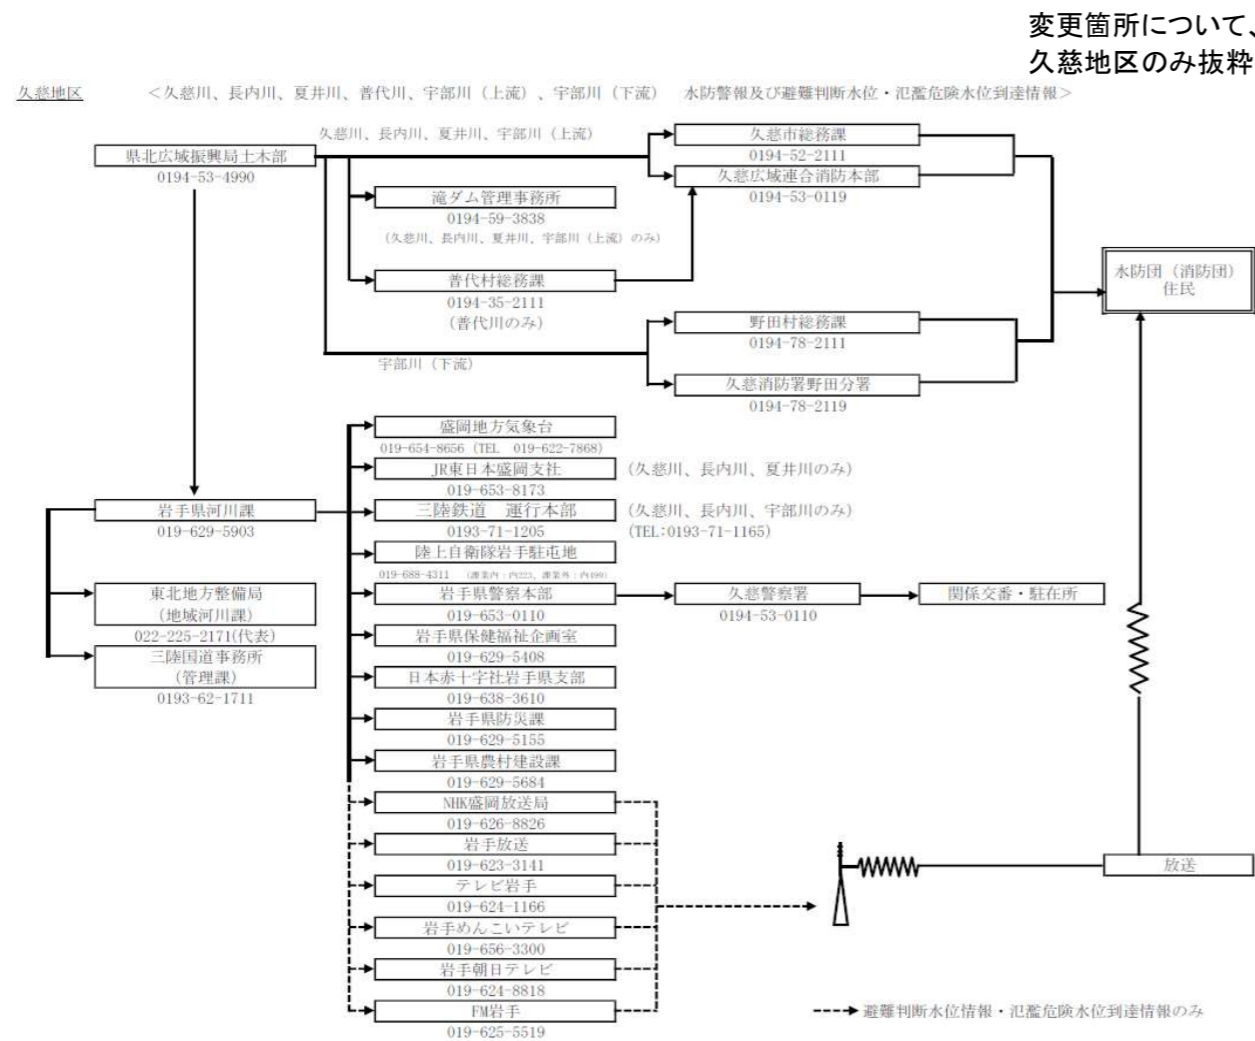 変更箇所について、
久慈地区のみ抜粋
久慈地区
＜久慈川、長内川、夏井川、普代川、宇部川（上流）、宇部川（下流）　水防警報及び避難判断水位・氾濫危険水位到達情報＞
久慈川、長内川、夏井川、宇部川（上流）
県北広域振興局土木部
0194-53-4990
久慈市総務課
0194-52-2111
久慈広域連合消防本部
0194-53-0119
滝ダム管理事務所
0194-59-3838
（久慈川、長内川、夏井川、宇部川（上流）のみ）
普代村総務課
0194-35-2111
（普代川のみ）
水防団（消防団）
住民
野田村総務課
0194-78-2111
宇部川（下流）
久慈消防署野田分署
0194-78-2119
盛岡地方気象台
019-654-8656（TEL　019-622-7868）
JR東日本盛岡支社
（久慈川、長内川、夏井川のみ）
019-653-8173
岩手県河川課
019-629-5903
三陸鉄道　運行本部
（久慈川、長内川、宇部川のみ）
0193-71-1205
(TEL:0193-71-1165)
陸上自衛隊岩手駐屯地
019-688-4311
岩手県警察本部
019-653-0110
久慈警察署
0194-53-0110
関係交番・駐在所
東北地方整備局
（地域河川課）
022-225-2171(代表)
三陸国道事務所
（管理課）
0193-62-1711
岩手県保健福祉企画室
019-629-5408
日本赤十字社岩手県支部
019-638-3610
岩手県防災課
019-629-5155
岩手県農村建設課
019-629-5684
NHK盛岡放送局
019-626-8826
岩手放送
019-623-3141
テレビ岩手
019-624-1166
岩手めんこいテレビ
019-656-3300
岩手朝日テレビ
019-624-8818
FM岩手
019-625-5519
放送
避難判断水位情報・氾濫危険水位到達情報のみ